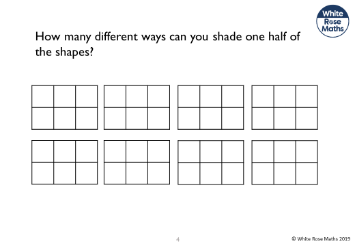 White
Rose
Maths
How many different ways can you shade one half of
the shapes?
4
© White Rose Maths 2019